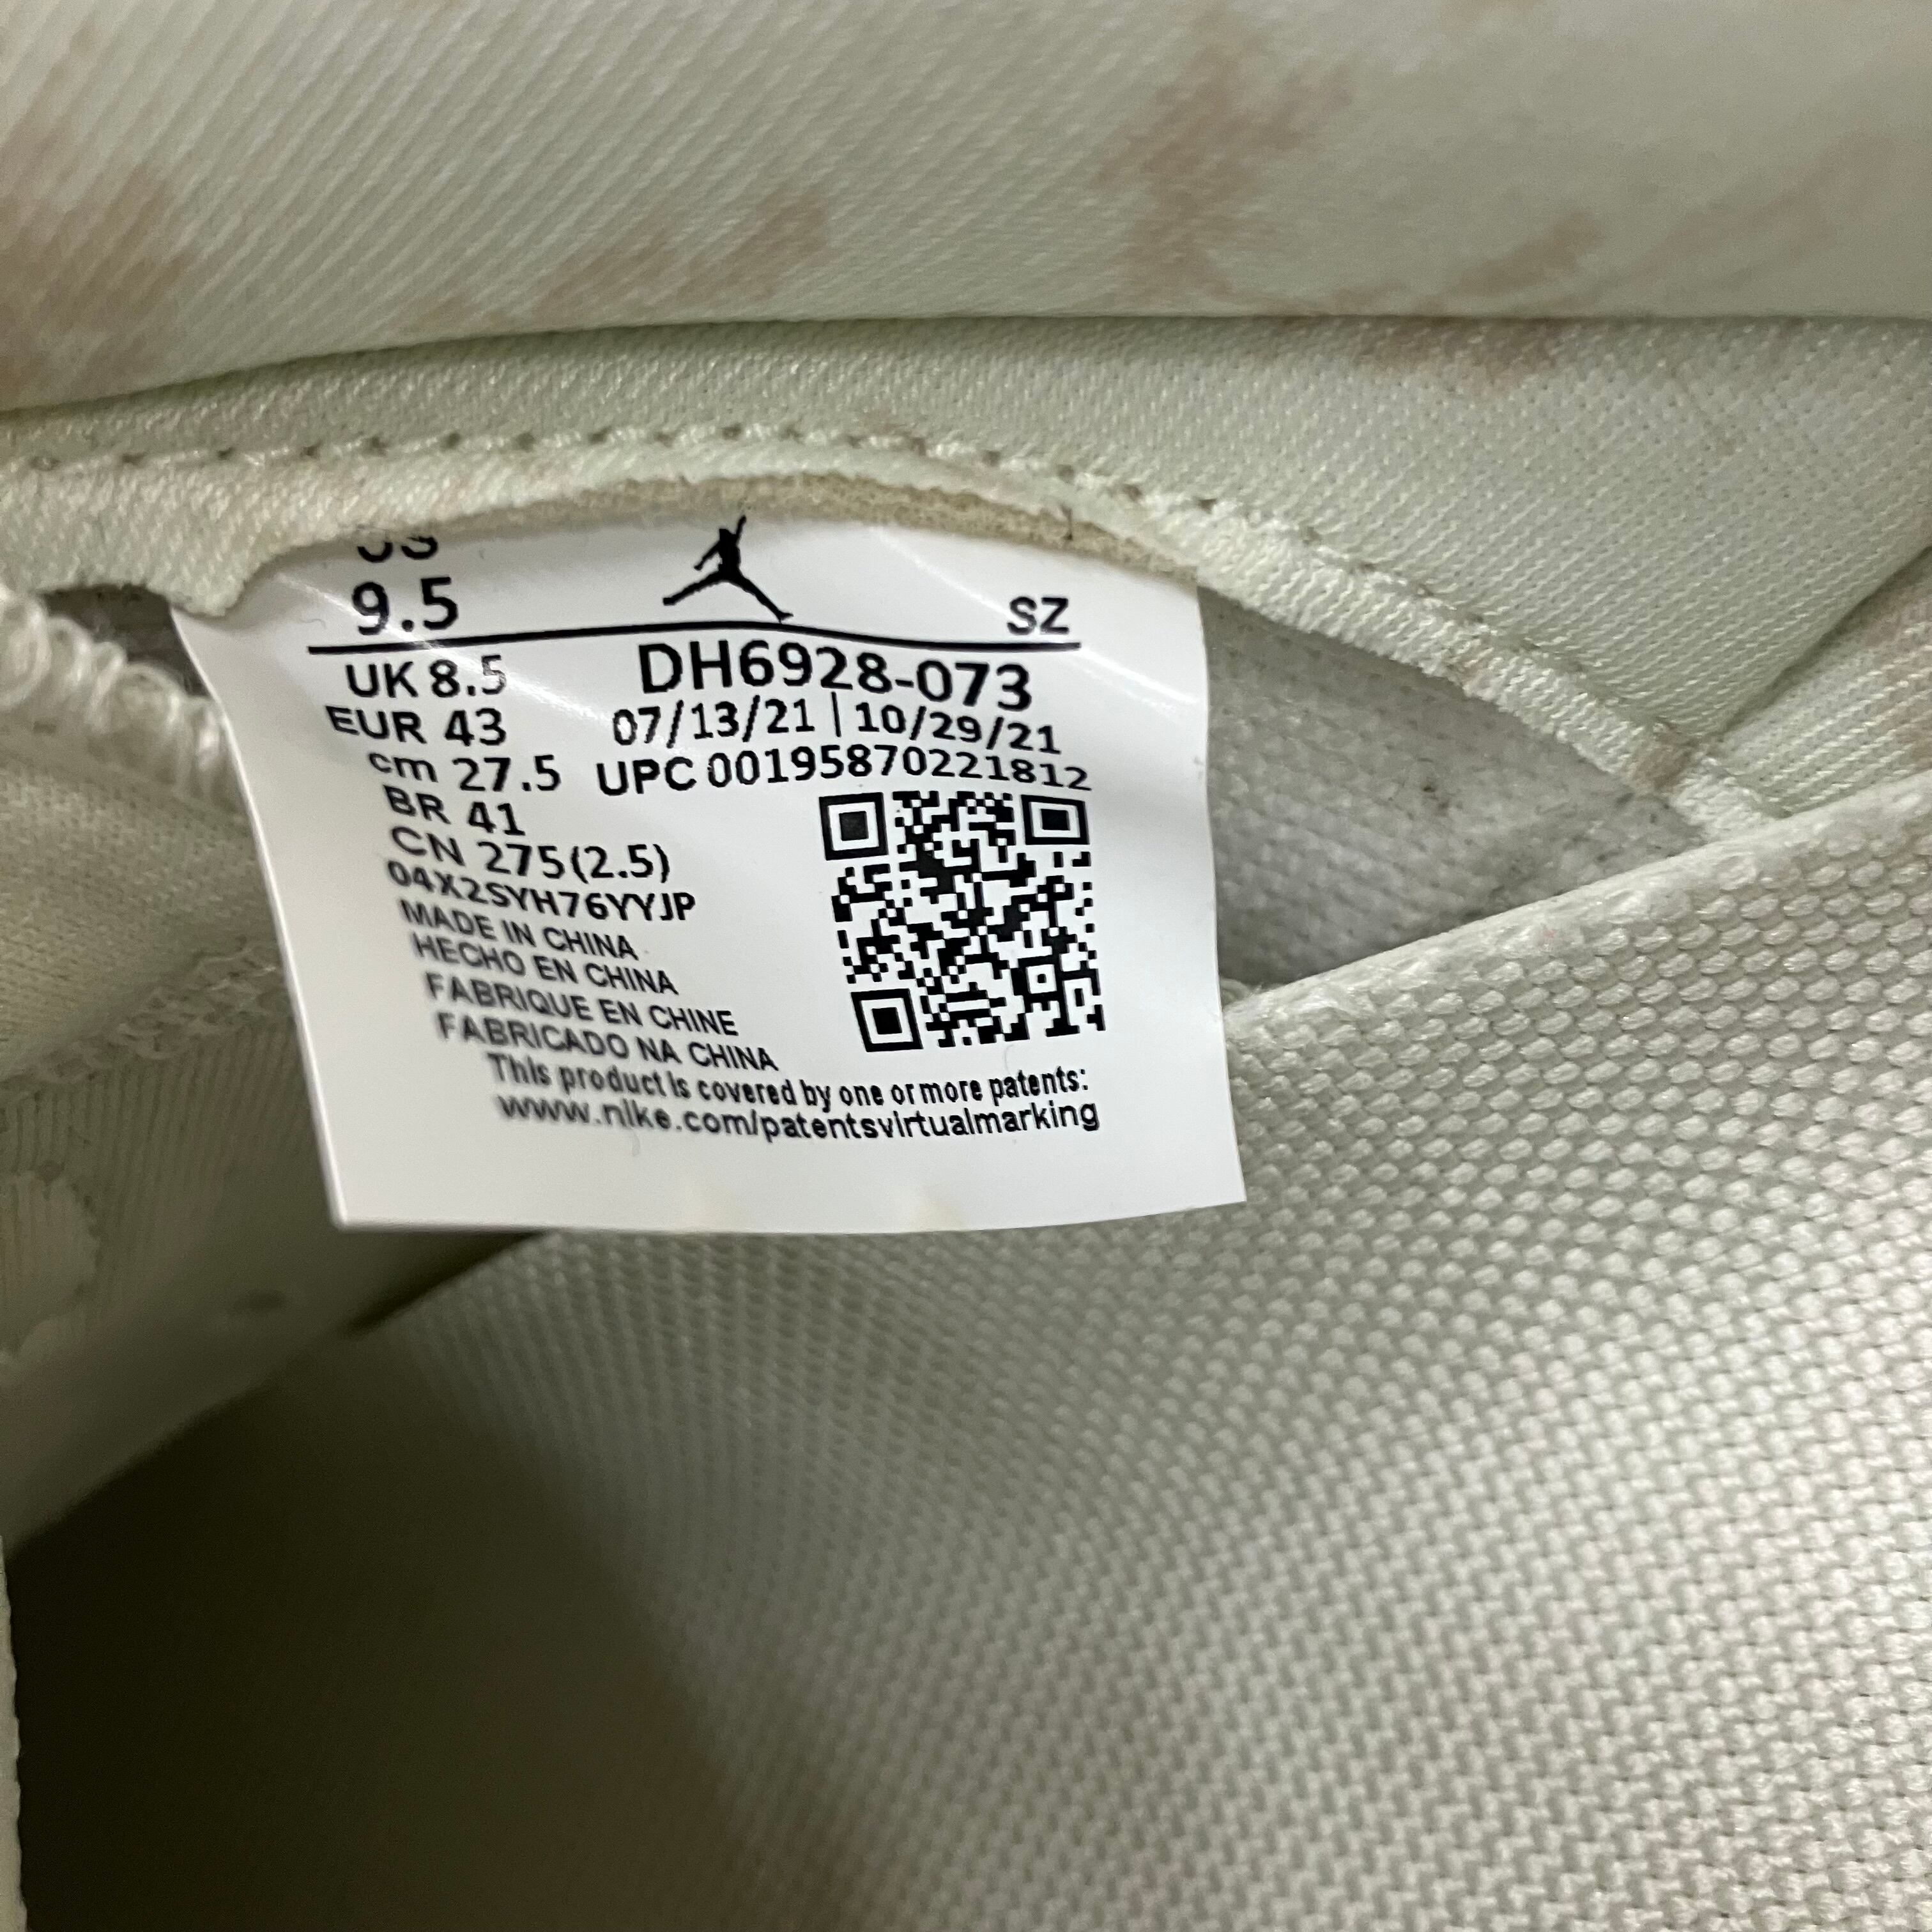 US
9.5
SZ
UK 8.5
DH6928-073
EUR 43
07/13/21 | 10/29/21
cm 27.5
UPC 00195870221812
BR 41
CN 275(2.5)
04X2SYH76YYJP
MADE IN CHINA
HECHO EN CHINA
FABRIQUE EN CHINE
FABRICADO NA CHINA
This product is covered by one or more patents:
www.nike.com/patentsvirtualmarking